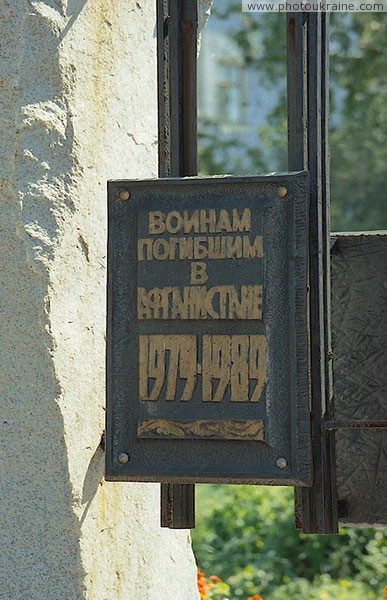 © www.photoukraine.com
ВОИНАМ
ПОГИБШИМ
В
АФГАНИСТАНЕ
1979-1989